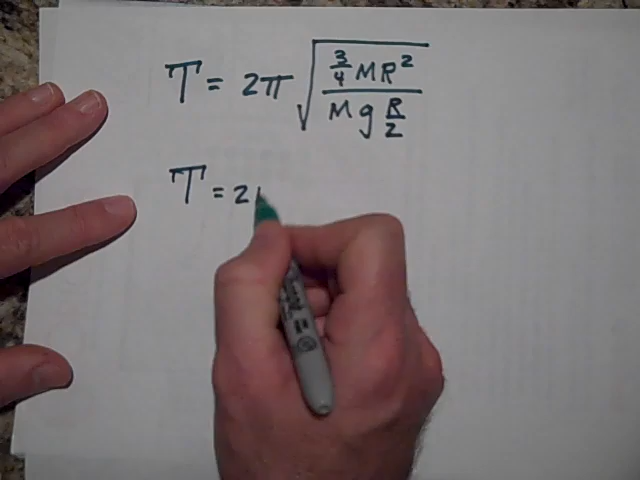 T = 2π √((3/4 MR²)/(Mg R/2))
T = 2